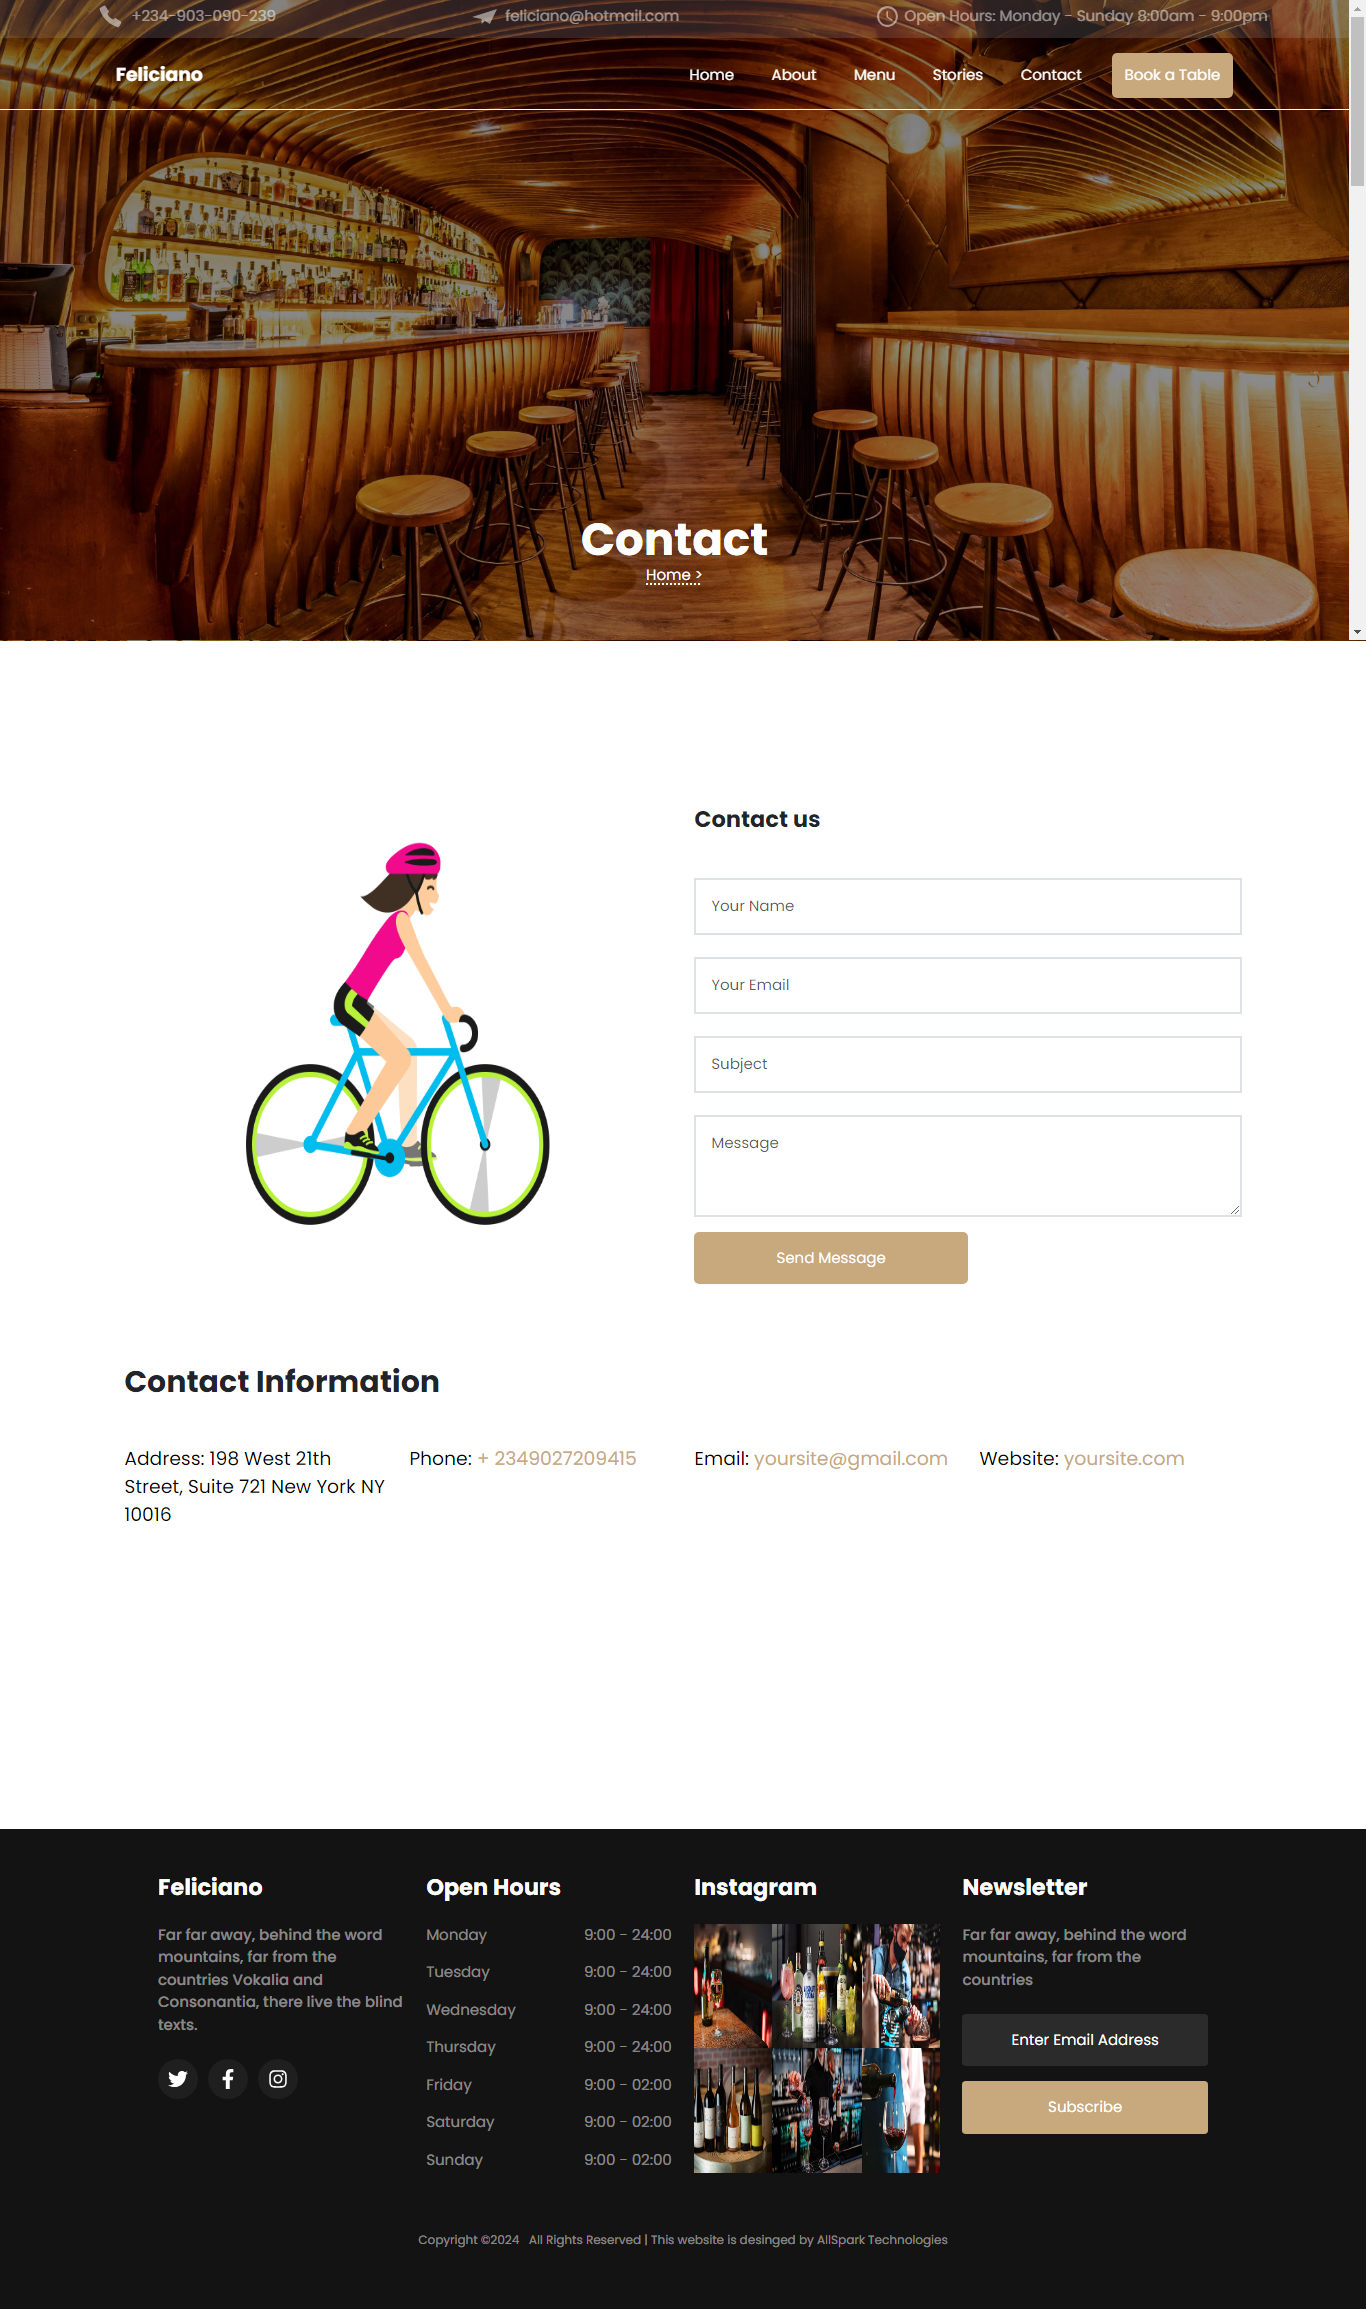 +234-903-090-239
feliciano@hotmail.com
Open Hours: Monday - Sunday 8:00am - 9:00pm
Feliciano
Home
About
Menu
Stories
Contact
Book a Table
Contact
Home >
Contact us
Your Name
Your Email
Subject
Message
Send Message
Contact Information
Address: 198 West 21th
Street, Suite 721 New York NY
10016
Phone: + 2349027209415
Email: yoursite@gmail.com
Website: yoursite.com
Feliciano
Far far away, behind the word
mountains, far from the
countries Vokalia and
Consonantia, there live the blind
texts.
Open Hours
Monday 9:00 - 24:00
Tuesday 9:00 - 24:00
Wednesday 9:00 - 24:00
Thursday 9:00 - 24:00
Friday 9:00 - 02:00
Saturday 9:00 - 02:00
Sunday 9:00 - 02:00
Instagram
Newsletter
Far far away, behind the word
mountains, far from the
countries
Enter Email Address
Subscribe
Copyright ©2024 All Rights Reserved | This website is desinged by AllSpark Technologies